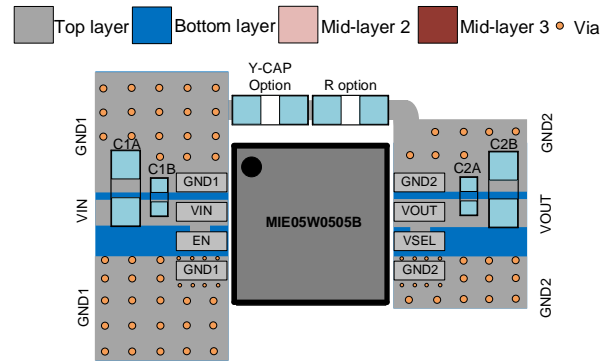 Top layer Bottom layer Mid-layer 2 Mid-layer 3 Via
Y-CAP
Option
R option
GND1
GND2
C1A
C1B
C2A
C2B
GND1
GND2
VIN
VIN
MIE05W0505B
VOUT
VOUT
EN
VSEL
GND1
GND2
GND1
GND2